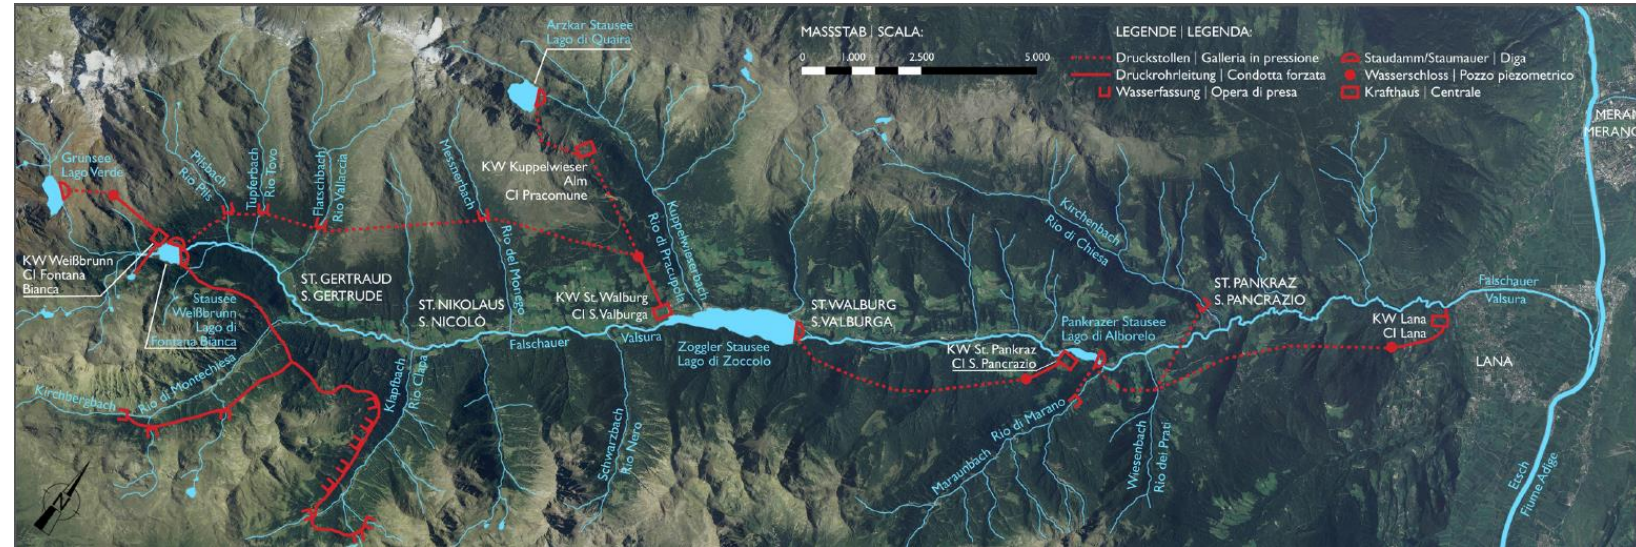 Arzkar Stausee
Lago di Quaira
MASSSTAB | SCALA:
0 1.000 2.500 5.000
LEGENDE | LEGENDA:
Druckstollen | Galleria in pressione
Druckrohrleitung | Condotta forzata
Wasserfassung | Opera di presa
Staudamm/Staumauer | Diga
Wasserschloss | Pozzo piezometrico
Krafthaus | Centrale
MERAN
MERANO
Grünsee
Lago Verde
Pilsbach
Rio Pils
Tupferbach
Rio Tovo
Flatschbach
Rio Vallaccia
Messnerbach
Rio del Monego
KW Kuppelwieser
Alm
CI Pracomune
Kuppelwieserbach
Rio di Pracupola
Kirchenbach
Rio di Chiesa
KW Weißbrunn
CI Fontana
Bianca
Stausee
Weißbrunn
Lago di
Fontana Bianca
ST. GERTRAUD
S. GERTRUDE
ST. NIKOLAUS
S. NICOLÒ
KW St. Walburg
CI S. Valburga
Falschauer
Valsura
Zoggler Stausee
Lago di Zoccolo
ST. WALBURG
S. VALBURGA
KW St. Pankraz
CI S. Pancrazio
Pankrazer Stausee
Lago di Alborelo
ST. PANKRAZ
S. PANCRAZIO
Falschauer
Valsura
KW Lana
CI Lana
LANA
Kirchbergbach
Rio di Montechiesa
Klapfbach
Rio Clapa
Schwarzbach
Rio Nero
Maraunbach
Rio di Marano
Wiesenbach
Rio dei Prati
Etsch
Fiume Adige
N